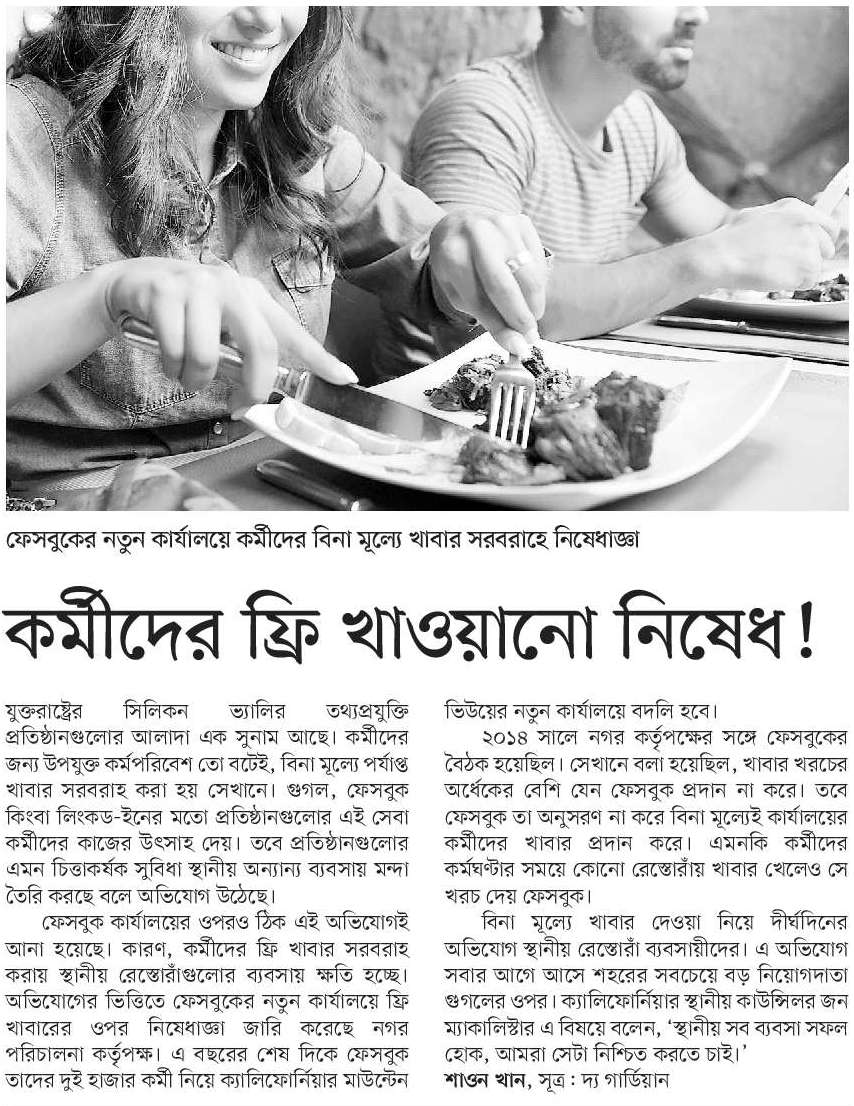 ফেসবুকের নতুন কার্যালয়ে কর্মীদের বিনা মূল্যে খাবার সরবরাহে নিষেধাজ্ঞা
কর্মীদের ফ্রি খাওয়ানো নিষেধ!
যুক্তরাষ্ট্রের সিলিকন ভ্যালির তথ্যপ্রযুক্তি
প্রতিষ্ঠানগুলোর আলাদা এক সুনাম আছে। কর্মীদের
জন্য উপযুক্ত কর্মপরিবেশ তো বটেই, বিনা মূল্যে পর্যাপ্ত
খাবার সরবরাহ করা হয় সেখানে। গুগল, ফেসবুক
কিংবা লিংকড-ইনের মতো প্রতিষ্ঠানগুলোর এই সেবা
কর্মীদের কাজের উৎসাহ দেয়। তবে প্রতিষ্ঠানগুলোর
এমন চিত্তাকর্ষক সুবিধা স্থানীয় অন্যান্য ব্যবসায় মন্দা
তৈরি করছে বলে অভিযোগ উঠেছে।
ফেসবুক কার্যালয়ের ওপরও ঠিক এই অভিযোগই
আনা হয়েছে। কারণ, কর্মীদের ফ্রি খাবার সরবরাহ
করায় স্থানীয় রেস্তোরাঁগুলোর ব্যবসায় ক্ষতি হচ্ছে।
অভিযোগের ভিত্তিতে ফেসবুকের নতুন কার্যালয়ে ফ্রি
খাবারের ওপর নিষেধাজ্ঞা জারি করেছে নগর
পরিচালনা কর্তৃপক্ষ। এ বছরের শেষ দিকে ফেসবুক
তাদের দুই হাজার কর্মী নিয়ে ক্যালিফোর্নিয়ার মাউন্টেন
ভিউয়ের নতুন কার্যালয়ে বদলি হবে।
২০১৪ সালে নগর কর্তৃপক্ষের সঙ্গে ফেসবুকের
বৈঠক হয়েছিল। সেখানে বলা হয়েছিল, খাবার খরচের
অর্ধেকের বেশি যেন ফেসবুক প্রদান না করে। তবে
ফেসবুক তা অনুসরণ না করে বিনা মূল্যেই কার্যালয়ের
কর্মীদের খাবার প্রদান করে। এমনকি কর্মীদের
কর্মঘণ্টার সময়ে কোনো রেস্তোরাঁয় খাবার খেলেও সে
খরচ দেয় ফেসবুক।
বিনা মূল্যে খাবার দেওয়া নিয়ে দীর্ঘদিনের
অভিযোগ স্থানীয় রেস্তোরাঁ ব্যবসায়ীদের। এ অভিযোগ
সবার আগে আসে শহরের সবচেয়ে বড় নিয়োগদাতা
গুগলের ওপর। ক্যালিফোর্নিয়ার স্থানীয় কাউন্সিলর জন
ম্যাকালিস্টার এ বিষয়ে বলেন, ‘স্থানীয় সব ব্যবসা সফল
হোক, আমরা সেটা নিশ্চিত করতে চাই।’
শাওন খান, সূত্র : দ্য গার্ডিয়ান